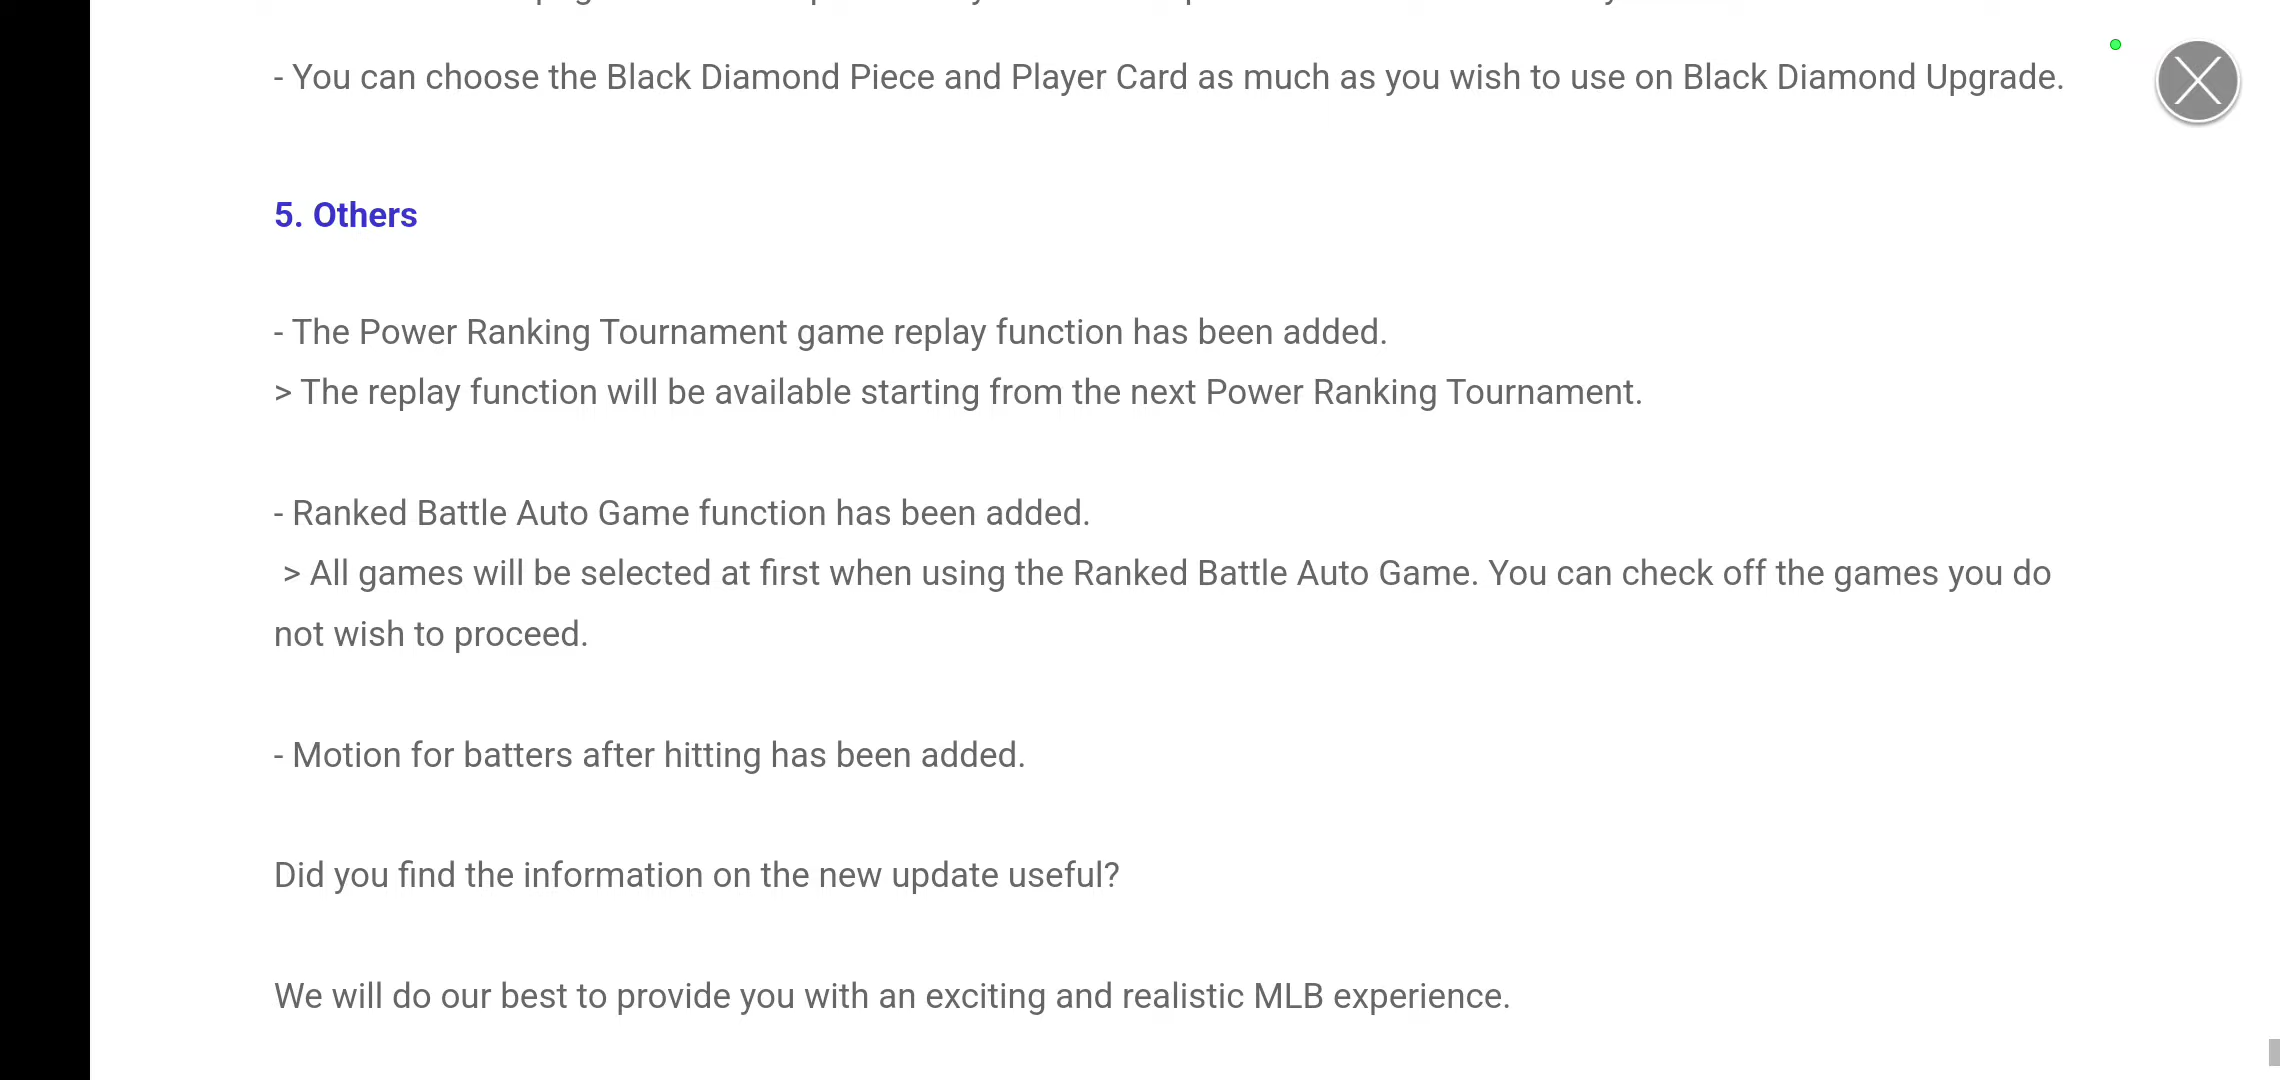 - You can choose the Black Diamond Piece and Player Card as much as you wish to use on Black Diamond Upgrade.
5. Others
- The Power Ranking Tournament game replay function has been added.
> The replay function will be available starting from the next Power Ranking Tournament.
- Ranked Battle Auto Game function has been added.
> All games will be selected at first when using the Ranked Battle Auto Game. You can check off the games you do
not wish to proceed.
- Motion for batters after hitting has been added.
Did you find the information on the new update useful?
We will do our best to provide you with an exciting and realistic MLB experience.